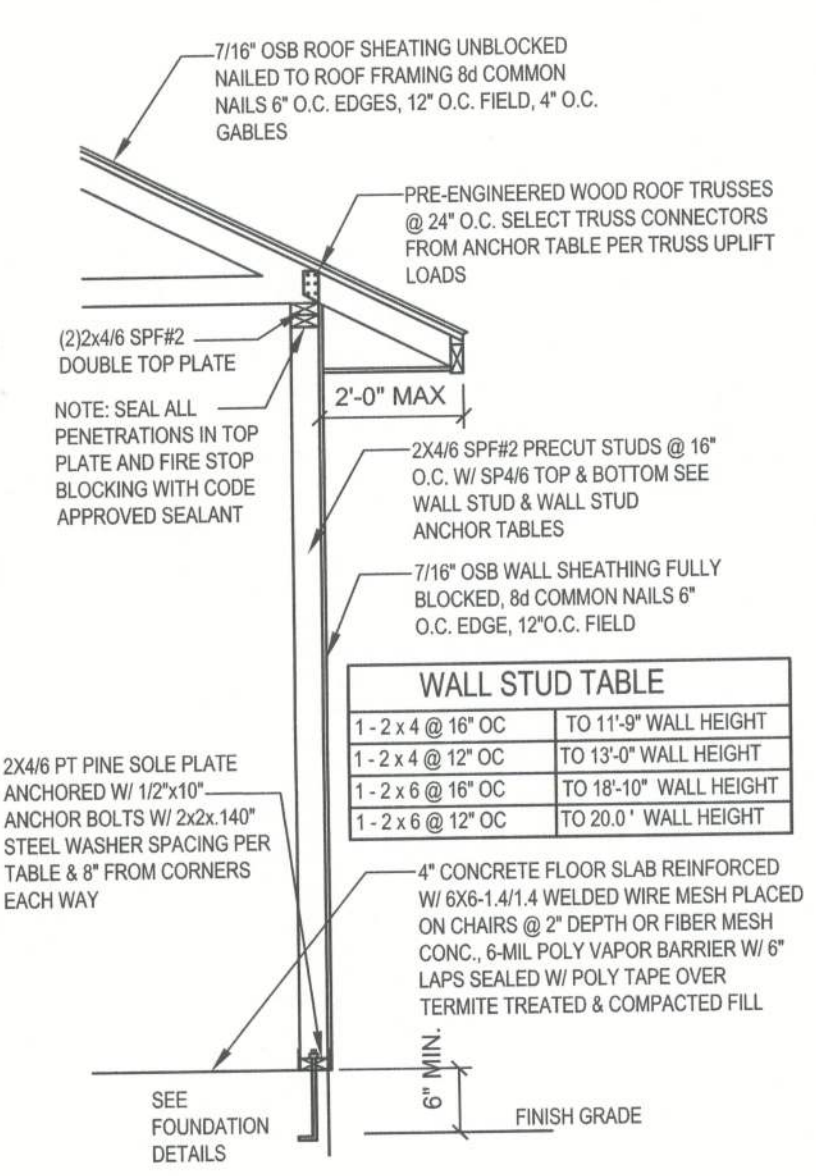 7/16" OSB ROOF SHEATING UNBLOCKED
NAILED TO ROOF FRAMING 8d COMMON
NAILS 6" O.C. EDGES, 12" O.C. FIELD, 4" O.C.
GABLES
PRE-ENGINEERED WOOD ROOF TRUSSES
@ 24" O.C. SELECT TRUSS CONNECTORS
FROM ANCHOR TABLE PER TRUSS UPLIFT
LOADS
(2)2x4/6 SPF#2
DOUBLE TOP PLATE
2'-0" MAX
NOTE: SEAL ALL
PENETRATIONS IN TOP
PLATE AND FIRE STOP
BLOCKING WITH CODE
APPROVED SEALANT
2X4/6 SPF#2 PRECUT STUDS @ 16"
O.C. W/ SP4/6 TOP & BOTTOM SEE
WALL STUD & WALL STUD
ANCHOR TABLES
7/16" OSB WALL SHEATHING FULLY
BLOCKED, 8d COMMON NAILS 6"
O.C. EDGE, 12"O.C. FIELD
WALL STUD TABLE
1 - 2 x 4 @ 16" OC TO 11'-9" WALL HEIGHT
1 - 2 x 4 @ 12" OC TO 13'-0" WALL HEIGHT
1 - 2 x 6 @ 16" OC TO 18'-10" WALL HEIGHT
1 - 2 x 6 @ 12" OC TO 20.0 ' WALL HEIGHT
2X4/6 PT PINE SOLE PLATE
ANCHORED W/ 1/2"x10"
ANCHOR BOLTS W/ 2x2x.140"
STEEL WASHER SPACING PER
TABLE & 8" FROM CORNERS
EACH WAY
4" CONCRETE FLOOR SLAB REINFORCED
W/ 6X6-1.4/1.4 WELDED WIRE MESH PLACED
ON CHAIRS @ 2" DEPTH OR FIBER MESH
CONC., 6-MIL POLY VAPOR BARRIER W/ 6"
LAPS SEALED W/ POLY TAPE OVER
TERMITE TREATED & COMPACTED FILL
6" MIN.
SEE
FOUNDATION
DETAILS
FINISH GRADE